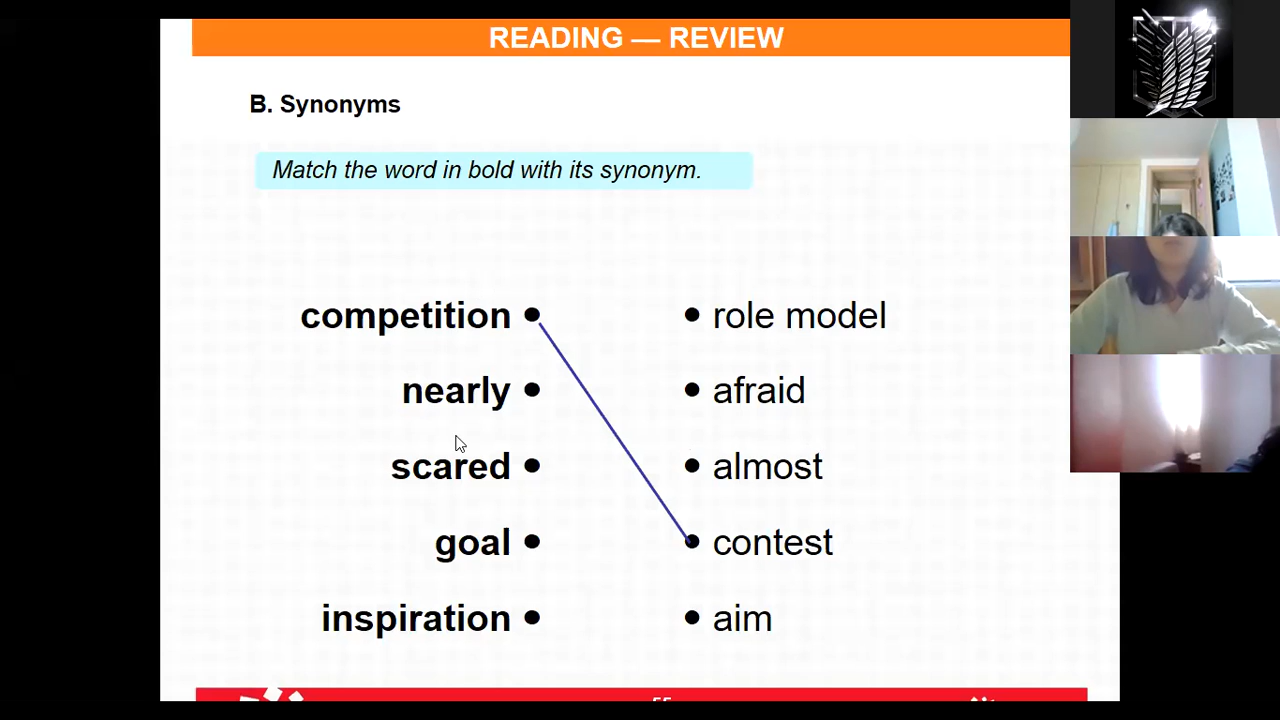 READING — REVIEW
B. Synonyms
Match the word in bold with its synonym.
competition • • role model
nearly • • afraid
scared • • almost
goal • • contest
inspiration • • aim